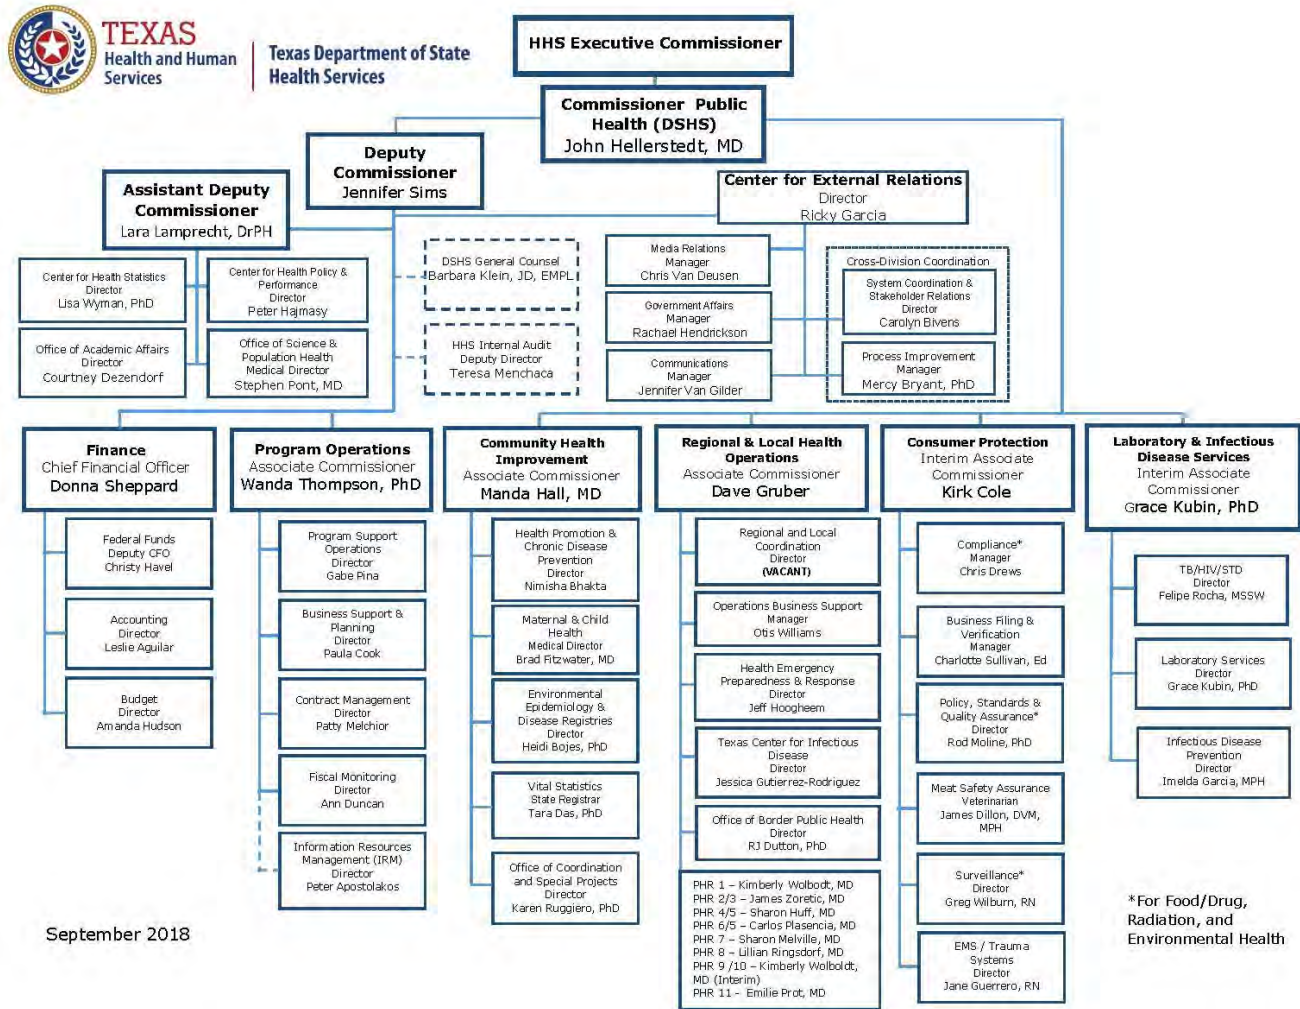 TEXAS
Health and Human
Services
Texas Department of State
Health Services
HHS Executive Commissioner
Commissioner Public
Health (DSHS)
John Hellerstedt, MD
Deputy
Commissioner
Jennifer Sims
Assistant Deputy
Commissioner
Lara Lamprecht, DrPH
Center for External Relations
Director
Ricky Garcia
Center for Health Statistics
Director
Lisa Wyman, PhD
Center for Health Policy &
Performance
Director
Peter Hajmasy
Office of Academic Affairs
Director
Courtney Dezendorf
Office of Science &
Population Health
Medical Director
Stephen Pont, MD
DSHS General Counsel
Barbara Klein, JD, EMPL
HHS Internal Audit
Deputy Director
Teresa Menchaca
Media Relations
Manager
Chris Van Deusen
Government Affairs
Manager
Rachael Hendrickson
Communications
Manager
Jennifer Van Gilder
Cross-Division Coordination
System Coordination &
Stakeholder Relations
Director
Carolyn Bivens
Process Improvement
Manager
Mercy Bryant, PhD
Finance
Chief Financial Officer
Donna Sheppard
Federal Funds
Deputy CFO
Christy Havel
Accounting
Director
Leslie Aguilar
Budget
Director
Amanda Hudson
Program Operations
Associate Commissioner
Wanda Thompson, PhD
Program Support
Operations
Director
Gabe Pina
Business Support &
Planning
Director
Paula Cook
Contract Management
Director
Patty Melchior
Fiscal Monitoring
Director
Ann Duncan
Information Resources
Management (IRM)
Director
Peter Apostolakos
Community Health
Improvement
Associate Commissioner
Manda Hall, MD
Health Promotion &
Chronic Disease
Prevention
Director
Nimisha Bhakta
Maternal & Child
Health
Medical Director
Brad Fitzwater, MD
Environmental
Epidemiology &
Disease Registries
Director
Heidi Bojes, PhD
Vital Statistics
State Registrar
Tara Das, PhD
Office of Coordination
and Special Projects
Director
Karen Ruggiero, PhD
Regional & Local Health
Operations
Associate Commissioner
Dave Gruber
Regional and Local
Coordination
Director
(VACANT)
Operations Business Support
Manager
Otis Williams
Health Emergency
Preparedness & Response
Director
Jeff Hoogheem
Texas Center for Infectious
Disease
Director
Jessica Gutierrez-Rodriguez
Office of Border Public Health
Director
RJ Dutton, PhD
PHR 1 – Kimberly Wolbodt, MD
PHR 2/3 – James Zoretic, MD
PHR 4/5 – Sharon Huff, MD
PHR 6/5 – Carlos Plasencia, MD
PHR 7 – Sharon Melville, MD
PHR 8 – Lillian Ringsdorf, MD
PHR 9 /10 – Kimberly Wolboldt,
MD (Interim)
PHR 11 – Emilie Prot, MD
Consumer Protection
Interim Associate
Commissioner
Kirk Cole
Compliance*
Manager
Chris Drews
Business Filing &
Verification
Manager
Charlotte Sullivan, Ed
Policy, Standards &
Quality Assurance*
Director
Rod Moline, PhD
Meat Safety Assurance
Veterinarian
James Dillon, DVM,
MPH
Surveillance*
Director
Greg Wilburn, RN
EMS / Trauma
Systems
Director
Jane Guerrero, RN
Laboratory & Infectious
Disease Services
Interim Associate
Commissioner
Grace Kubin, PhD
TB/HIV/STD
Director
Felipe Rocha, MSSW
Laboratory Services
Director
Grace Kubin, PhD
Infectious Disease
Prevention
Director
Imelda Garcia, MPH
September 2018
*For Food/Drug,
Radiation, and
Environmental Health